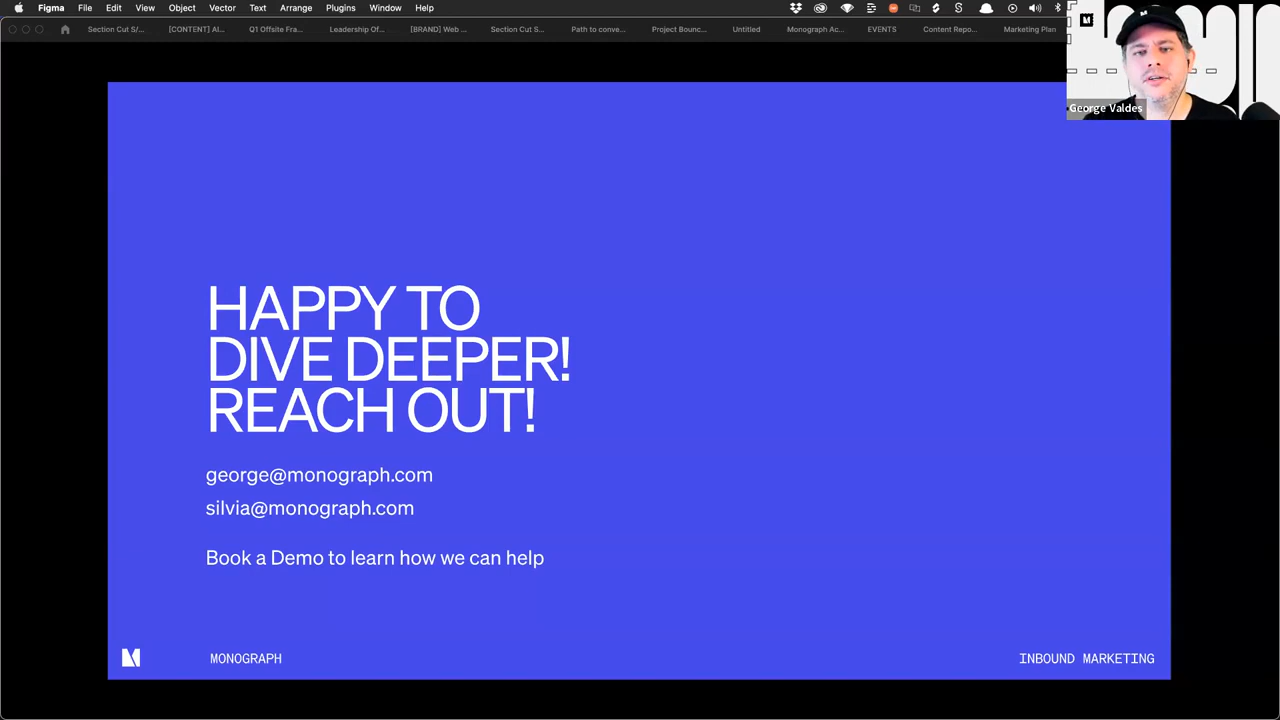 Figma File Edit View Object Vector Text Arrange Plugins Window Help
Section Cut S/... [CONTENT] AI... Q1 Offsite Fra... Leadership Of... [BRAND] Web ... Section Cut S... Path to conve... Project Bounc... Untitled Monograph Ac... EVENTS Content Repo... Marketing Plan
George Valdes
HAPPY TO
DIVE DEEPER!
REACH OUT!
george@monograph.com
silvia@monograph.com
Book a Demo to learn how we can help
MONOGRAPH
INBOUND MARKETING